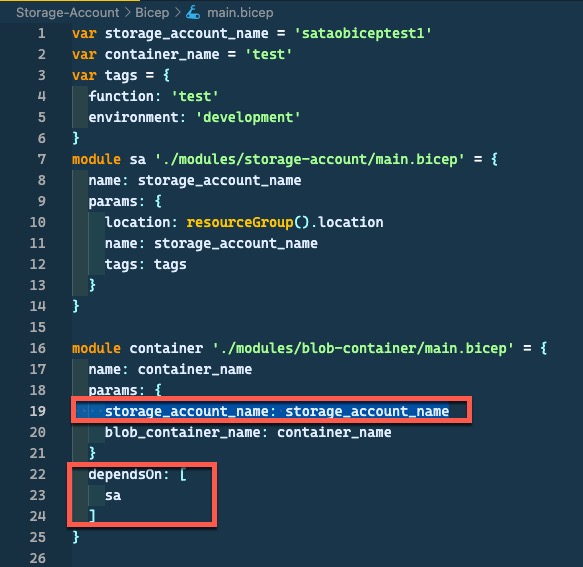 Storage-Account > Bicep > main.bicep
1 var storage_account_name = 'sataobiceptest1'
2 var container_name = 'test'
3 var tags = {
4   function: 'test'
5   environment: 'development'
6 }
7 module sa './modules/storage-account/main.bicep' = {
8   name: storage_account_name
9   params: {
10     location: resourceGroup().location
11     name: storage_account_name
12     tags: tags
13   }
14 }
15
16 module container './modules/blob-container/main.bicep' = {
17   name: container_name
18   params: {
19     storage_account_name: storage_account_name
20     blob_container_name: container_name
21   }
22   dependsOn: [
23     sa
24   ]
25 }
26